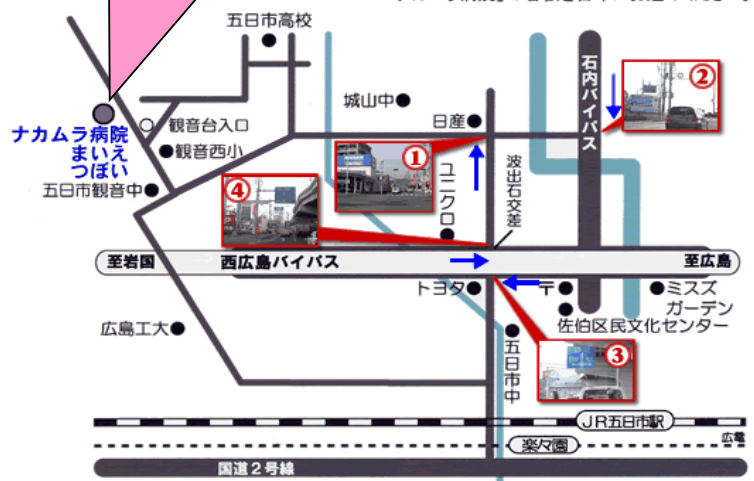 五日市高校
石内バイパス
②
城山中
日産
観音台入口
ナカムラ病院
まいえ
つぼい
観音西小
①
ユニクロ
波出石交差
五日市観音中
④
至岩国
西広島バイパス
至広島
トヨタ
〒
ミスズ
ガーデン
佐伯区民文化センター
広島工大
五日市中
③
JR五日市駅
広電
楽々園
国道2号線